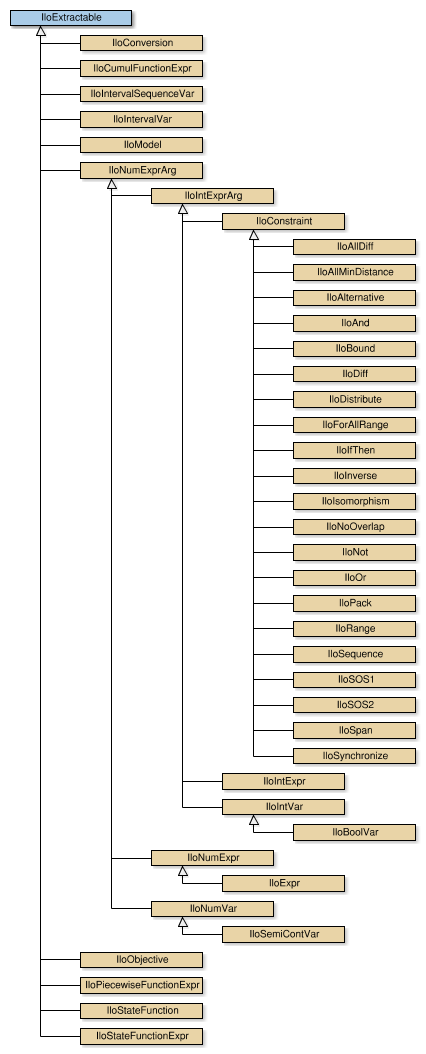 IloExtractable
IloConversion
IloCumulFunctionExpr
IloIntervalSequenceVar
IloIntervalVar
IloModel
IloNumExprArg
IloIntExprArg
IloConstraint
IloAllDiff
IloAllMinDistance
IloAlternative
IloAnd
IloBound
IloDiff
IloDistribute
IloForAllRange
IloIfThen
IloInverse
IloIsomorphism
IloNoOverlap
IloNot
IloOr
IloPack
IloRange
IloSequence
IloSOS1
IloSOS2
IloSpan
IloSynchronize
IloIntExpr
IloIntVar
IloBoolVar
IloNumExpr
IloExpr
IloNumVar
IloSemiContVar
IloObjective
IloPiecewiseFunctionExpr
IloStateFunction
IloStateFunctionExpr